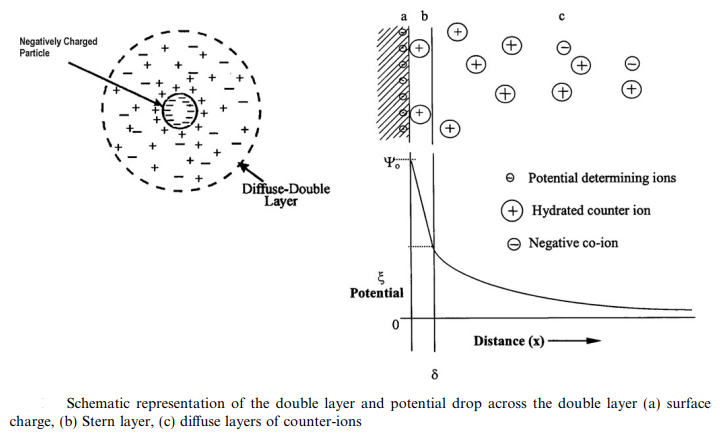 Negatively Charged
Particle
Diffuse-Double
Layer
a b c
Ψo
⊖ Potential determining ions
⊕ Hydrated counter ion
⊖ Negative co-ion
ξ
Potential
0
Distance (x)
δ
Schematic representation of the double layer and potential drop across the double layer (a) surface
charge, (b) Stern layer, (c) diffuse layers of counter-ions